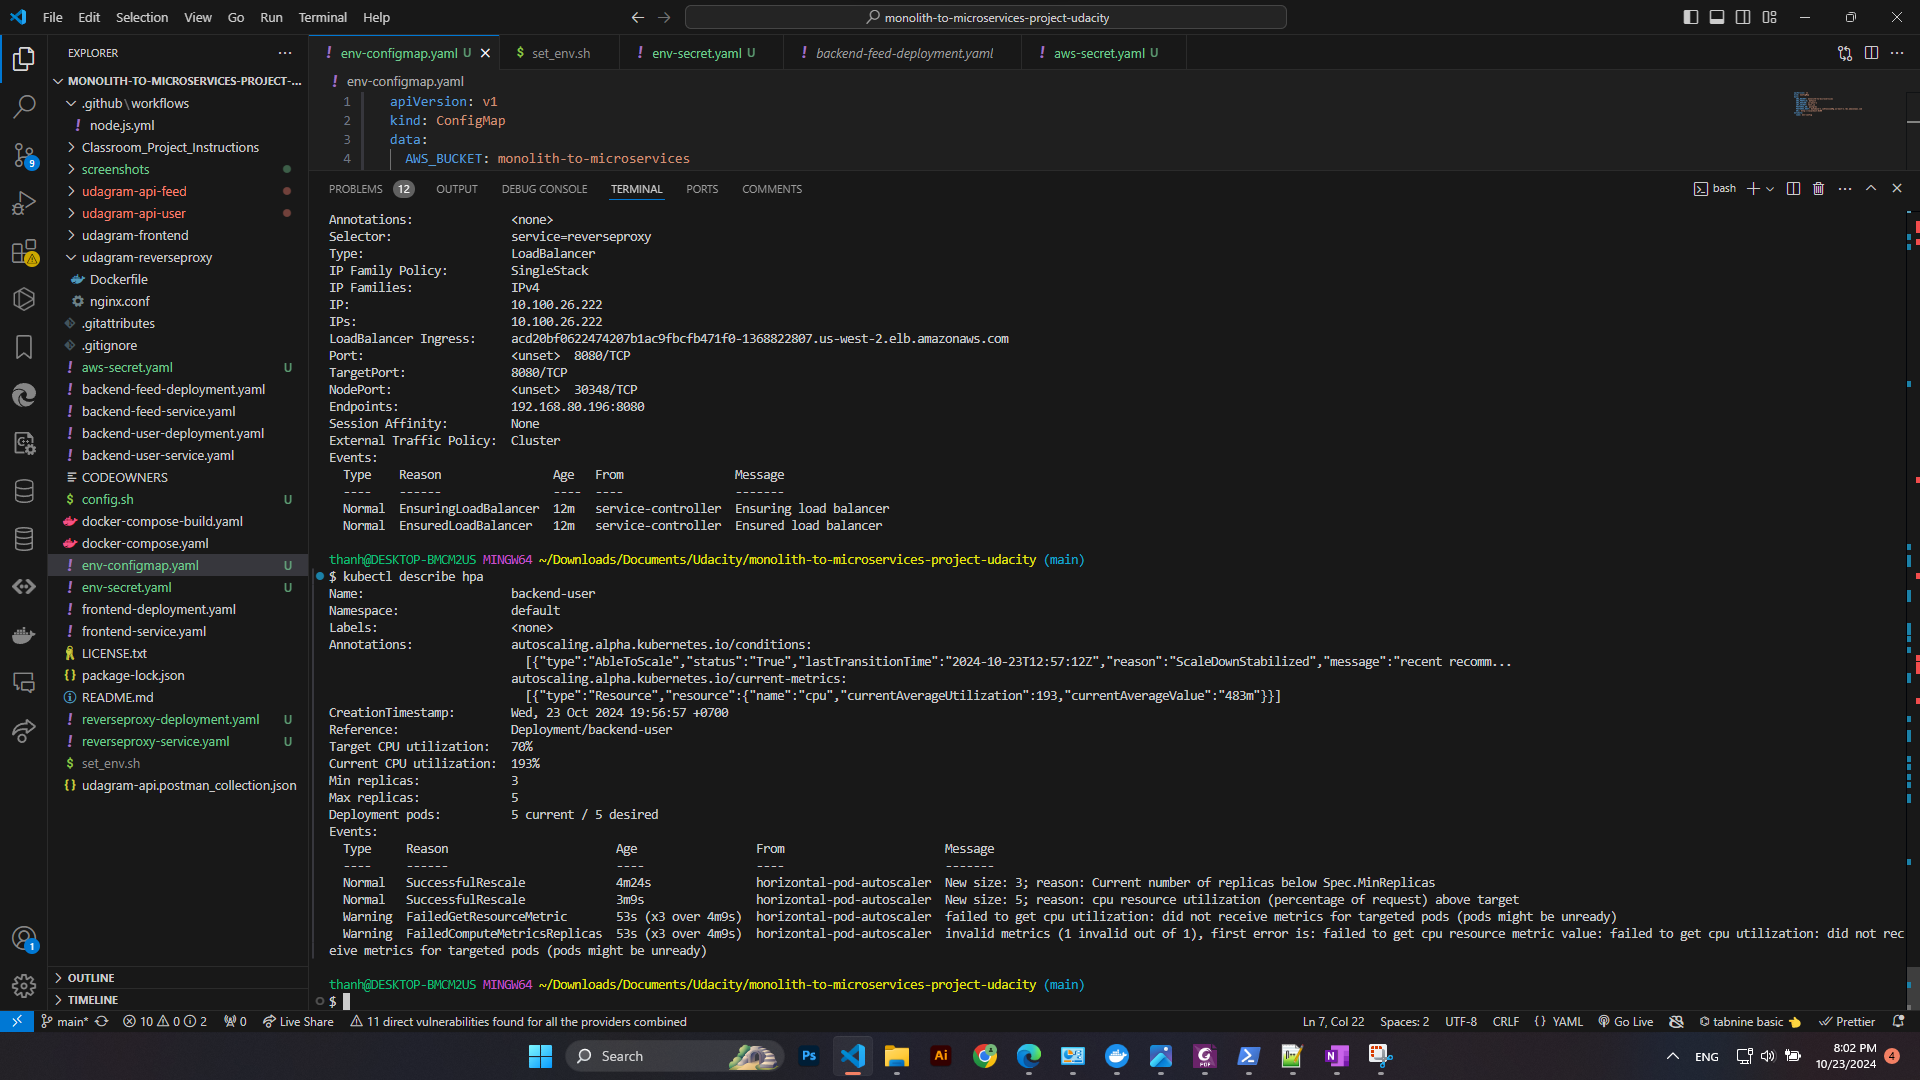 File Edit Selection View Go Run Terminal Help
monolith-to-microservices-project-udacity
EXPLORER
MONOLITH-TO-MICROSERVICES-PROJECT-...
.github\workflows
node.js.yml
Classroom_Project_Instructions
screenshots
udagram-api-feed
udagram-api-user
udagram-frontend
udagram-reverseproxy
Dockerfile
nginx.conf
.gitattributes
.gitignore
aws-secret.yaml U
backend-feed-deployment.yaml
backend-feed-service.yaml
backend-user-deployment.yaml
backend-user-service.yaml
CODEOWNERS
config.sh U
docker-compose-build.yaml
docker-compose.yaml
env-configmap.yaml U
env-secret.yaml U
frontend-deployment.yaml
frontend-service.yaml
LICENSE.txt
package-lock.json
README.md
reverseproxy-deployment.yaml U
reverseproxy-service.yaml U
set_env.sh
udagram-api.postman_collection.json
OUTLINE
TIMELINE
9
1
env-configmap.yaml U
set_env.sh
env-secret.yaml U
backend-feed-deployment.yaml
aws-secret.yaml U
env-configmap.yaml
1 apiVersion: v1
2 kind: ConfigMap
3 data:
4 AWS_BUCKET: monolith-to-microservices
PROBLEMS 12 OUTPUT DEBUG CONSOLE TERMINAL PORTS COMMENTS
bash
Annotations: <none>
Selector: service=reverseproxy
Type: LoadBalancer
IP Family Policy: SingleStack
IP Families: IPv4
IP: 10.100.26.222
IPs: 10.100.26.222
LoadBalancer Ingress: acd20bf0622474207b1ac9fbcfb471f0-1368822807.us-west-2.elb.amazonaws.com
Port: <unset> 8080/TCP
TargetPort: 8080/TCP
NodePort: <unset> 30348/TCP
Endpoints: 192.168.80.196:8080
Session Affinity: None
External Traffic Policy: Cluster
Events:
Type Reason Age From Message
---- ------ ---- ---- -------
Normal EnsuringLoadBalancer 12m service-controller Ensuring load balancer
Normal EnsuredLoadBalancer 12m service-controller Ensured load balancer
thanh@DESKTOP-BMCM2US MINGW64 ~/Downloads/Documents/Udacity/monolith-to-microservices-project-udacity (main)
$ kubectl describe hpa
Name: backend-user
Namespace: default
Labels: <none>
Annotations: autoscaling.alpha.kubernetes.io/conditions:
[{"type":"AbleToScale","status":"True","lastTransitionTime":"2024-10-23T12:57:12Z","reason":"ScaleDownStabilized","message":"recent recomm...
autoscaling.alpha.kubernetes.io/current-metrics:
[{"type":"Resource","resource":{"name":"cpu","currentAverageUtilization":193,"currentAverageValue":"483m"}}]
CreationTimestamp: Wed, 23 Oct 2024 19:56:57 +0700
Reference: Deployment/backend-user
Target CPU utilization: 70%
Current CPU utilization: 193%
Min replicas: 3
Max replicas: 5
Deployment pods: 5 current / 5 desired
Events:
Type Reason Age From Message
---- ------ ---- ---- -------
Normal SuccessfulRescale 4m24s horizontal-pod-autoscaler New size: 3; reason: Current number of replicas below Spec.MinReplicas
Normal SuccessfulRescale 3m9s horizontal-pod-autoscaler New size: 5; reason: cpu resource utilization (percentage of request) above target
Warning FailedGetResourceMetric 53s (x3 over 4m9s) horizontal-pod-autoscaler failed to get cpu utilization: did not receive metrics for targeted pods (pods might be unready)
Warning FailedComputeMetricsReplicas 53s (x3 over 4m9s) horizontal-pod-autoscaler invalid metrics (1 invalid out of 1), first error is: failed to get cpu resource metric value: failed to get cpu utilization: did not rec
eive metrics for targeted pods (pods might be unready)
thanh@DESKTOP-BMCM2US MINGW64 ~/Downloads/Documents/Udacity/monolith-to-microservices-project-udacity (main)
$
main* 10 0 2 0 Live Share 11 direct vulnerabilities found for all the providers combined
Ln 7, Col 22 Spaces: 2 UTF-8 CRLF {} YAML Go Live tabnine basic Prettier
Search
Ps
Ai
PDF
N
ENG
8:02 PM
10/23/2024
4